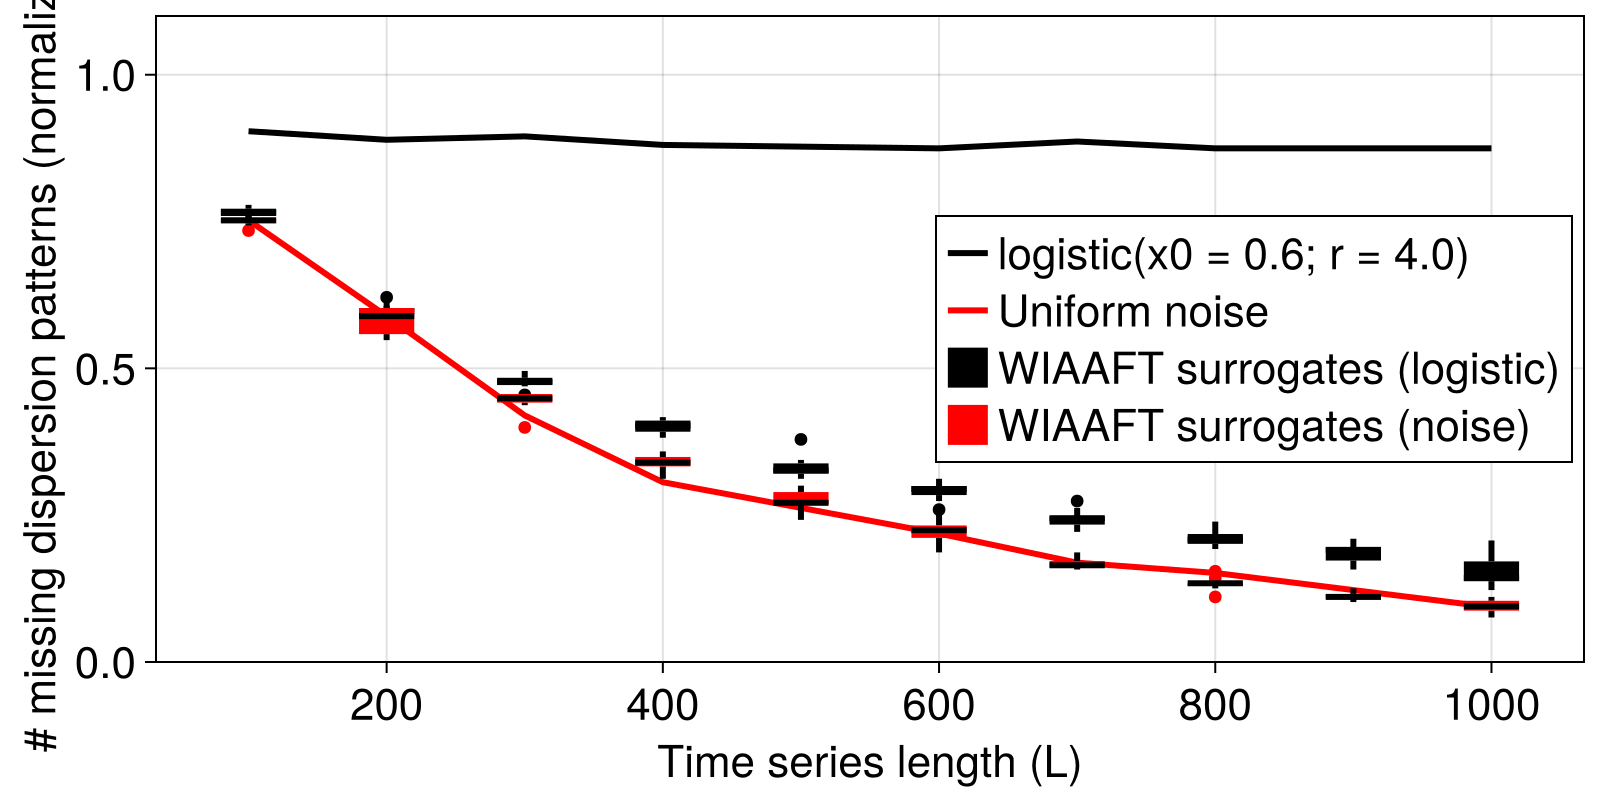 # missing dispersion patterns (normaliz
1.0
0.5
0.0
logistic(x0 = 0.6; r = 4.0)
Uniform noise
WIAAFT surrogates (logistic)
WIAAFT surrogates (noise)
200
400
600
800
1000
Time series length (L)